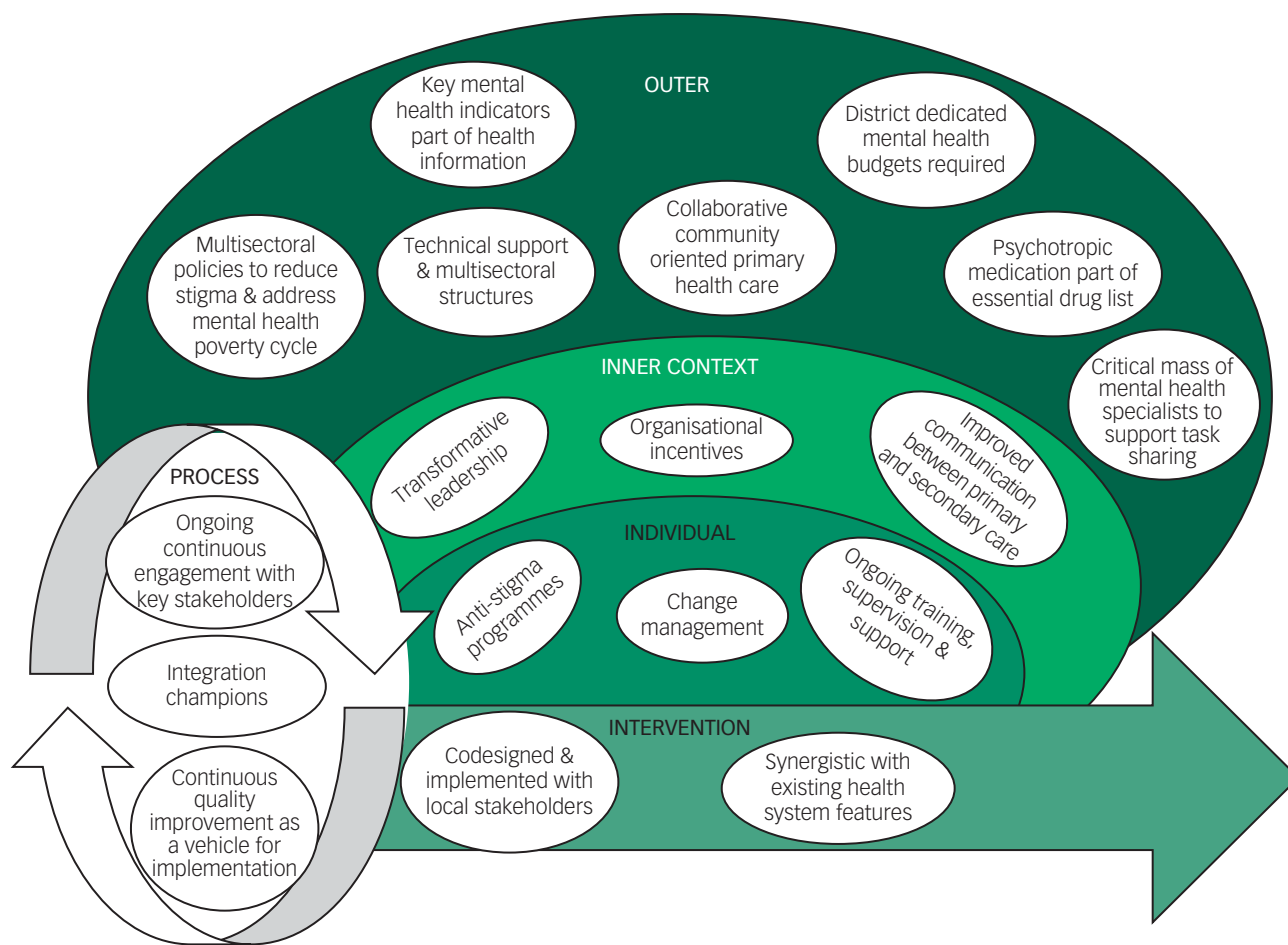 OUTER
Key mental
health indicators
part of health
information
District dedicated
mental health
budgets required
Multisectoral
policies to reduce
stigma & address
mental health
poverty cycle
Technical support
& multisectoral
structures
Collaborative
community
oriented primary
health care
Psychotropic
medication part of
essential drug list
Critical mass of
mental health
specialists to
support task
sharing
INNER CONTEXT
Transformative
leadership
Organisational
incentives
Improved
communication
between primary
and secondary care
INDIVIDUAL
Anti-stigma
programmes
Change
management
Ongoing training,
supervision &
support
PROCESS
Ongoing
continuous
engagement with
key stakeholders
Integration
champions
Continuous
quality
improvement as
a vehicle for
implementation
INTERVENTION
Codesigned &
implemented with
local stakeholders
Synergistic with
existing health
system features